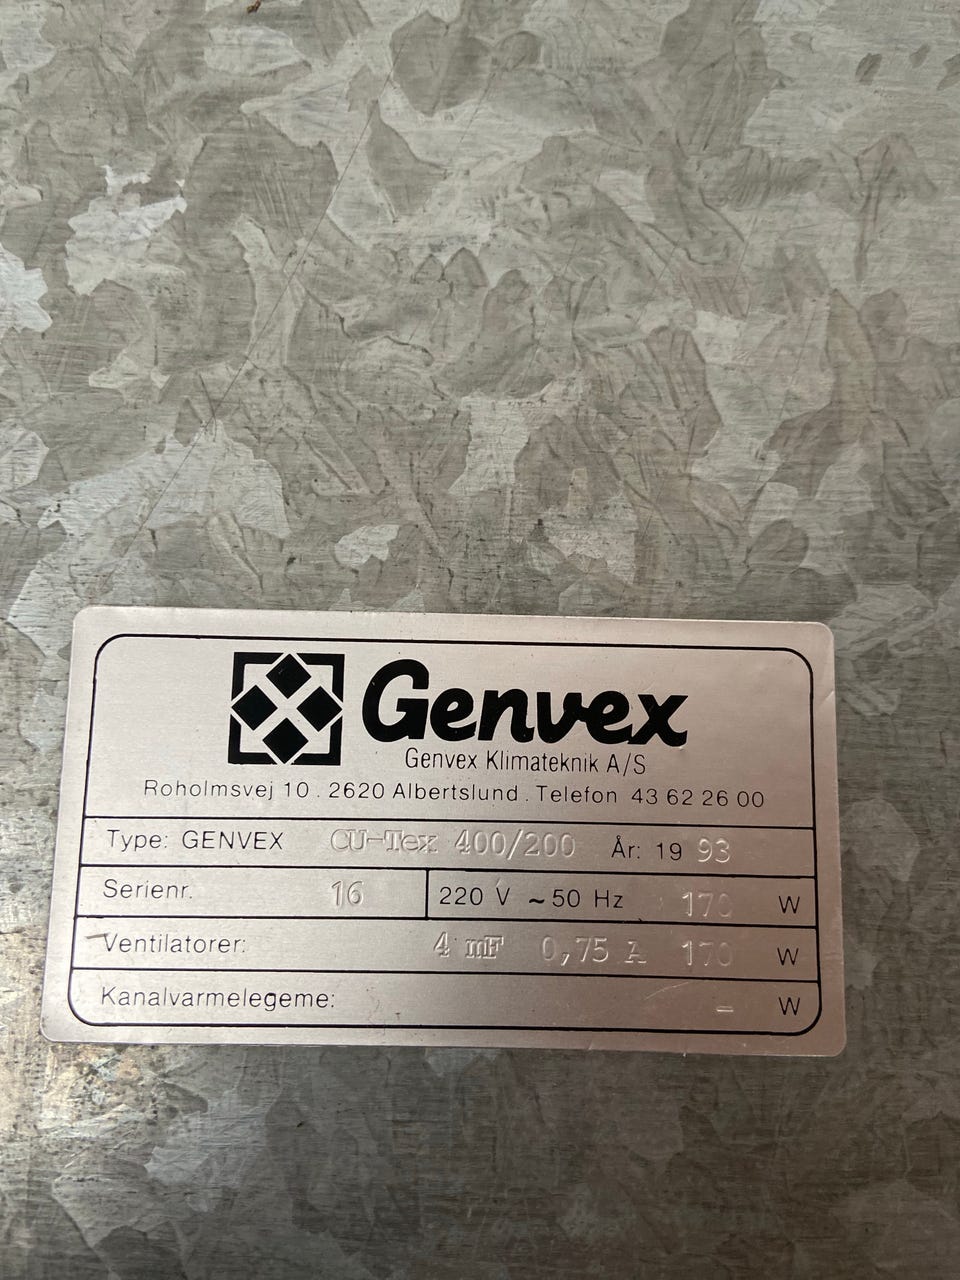 Genvex
Genvex Klimateknik A/S
Roholmsvej 10 . 2620 Albertslund . Telefon 43 62 26 00
Type: GENVEX CU-Tex 400/200 År: 19 93
Serienr. 16 220 V ~ 50 Hz 170 W
Ventilatorer: 4 mF 0,75 A 170 W
Kanalvarmelegeme: - W